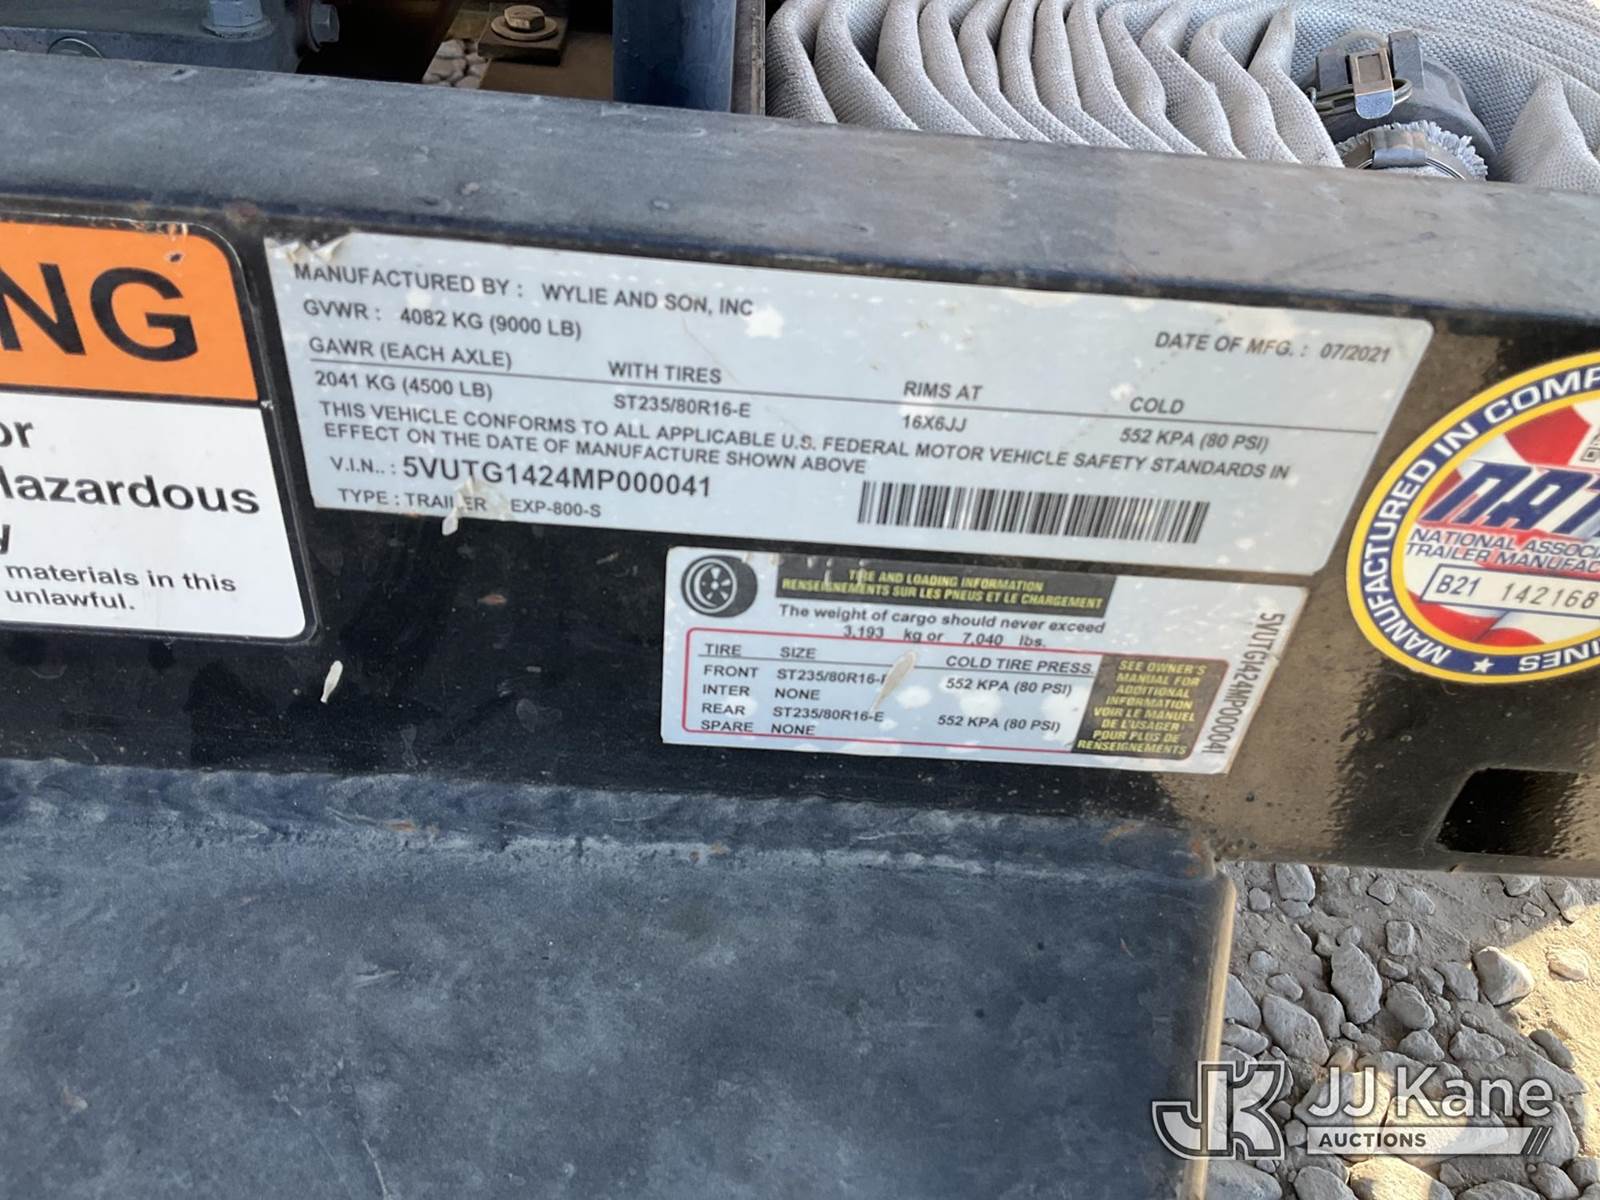 NG
or
Hazardous
y
materials in this
unlawful.
MANUFACTURED BY : WYLIE AND SON, INC
GVWR : 4082 KG (9000 LB)
DATE OF MFG. : 07/2021
GAWR (EACH AXLE) WITH TIRES RIMS AT COLD
2041 KG (4500 LB) ST235/80R16-E 16X6JJ 552 KPA (80 PSI)
THIS VEHICLE CONFORMS TO ALL APPLICABLE U.S. FEDERAL MOTOR VEHICLE SAFETY STANDARDS IN
EFFECT ON THE DATE OF MANUFACTURE SHOWN ABOVE
V.I.N.. : 5VUTG1424MP000041
TYPE : TRAILER EXP-800-S
TIRE AND LOADING INFORMATION
RENSEIGNEMENTS SUR LES PNEUS ET LE CHARGEMENT
The weight of cargo should never exceed
3,193 kg or 7,040 lbs.
TIRE SIZE COLD TIRE PRESS.
FRONT ST235/80R16-E 552 KPA (80 PSI)
INTER NONE
REAR ST235/80R16-E 552 KPA (80 PSI)
SPARE NONE
SEE OWNER'S
MANUAL FOR
ADDITIONAL
INFORMATION
VOIR LE MANUEL
DE L'USAGER
POUR PLUS DE
RENSEIGNEMENTS
5VUTG1424MP000041
MANUFACTURED IN COMP
NAT
NATIONAL ASSOCIA
TRAILER MANUFAC
B21 142168
INES ★ MANU
JK JJ Kane
AUCTIONS